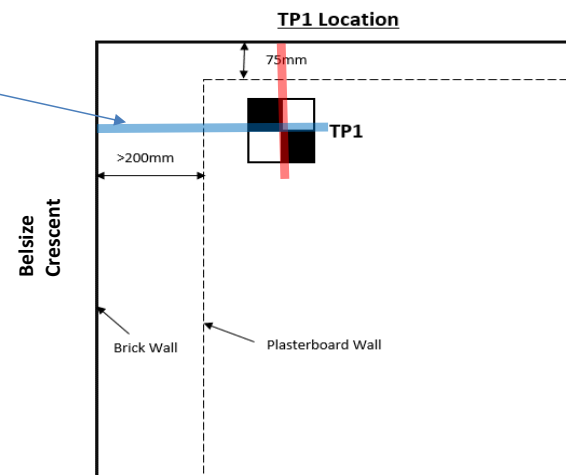 TP1 Location
75mm
TP1
>200mm
Belsize
Crescent
Brick Wall
Plasterboard Wall